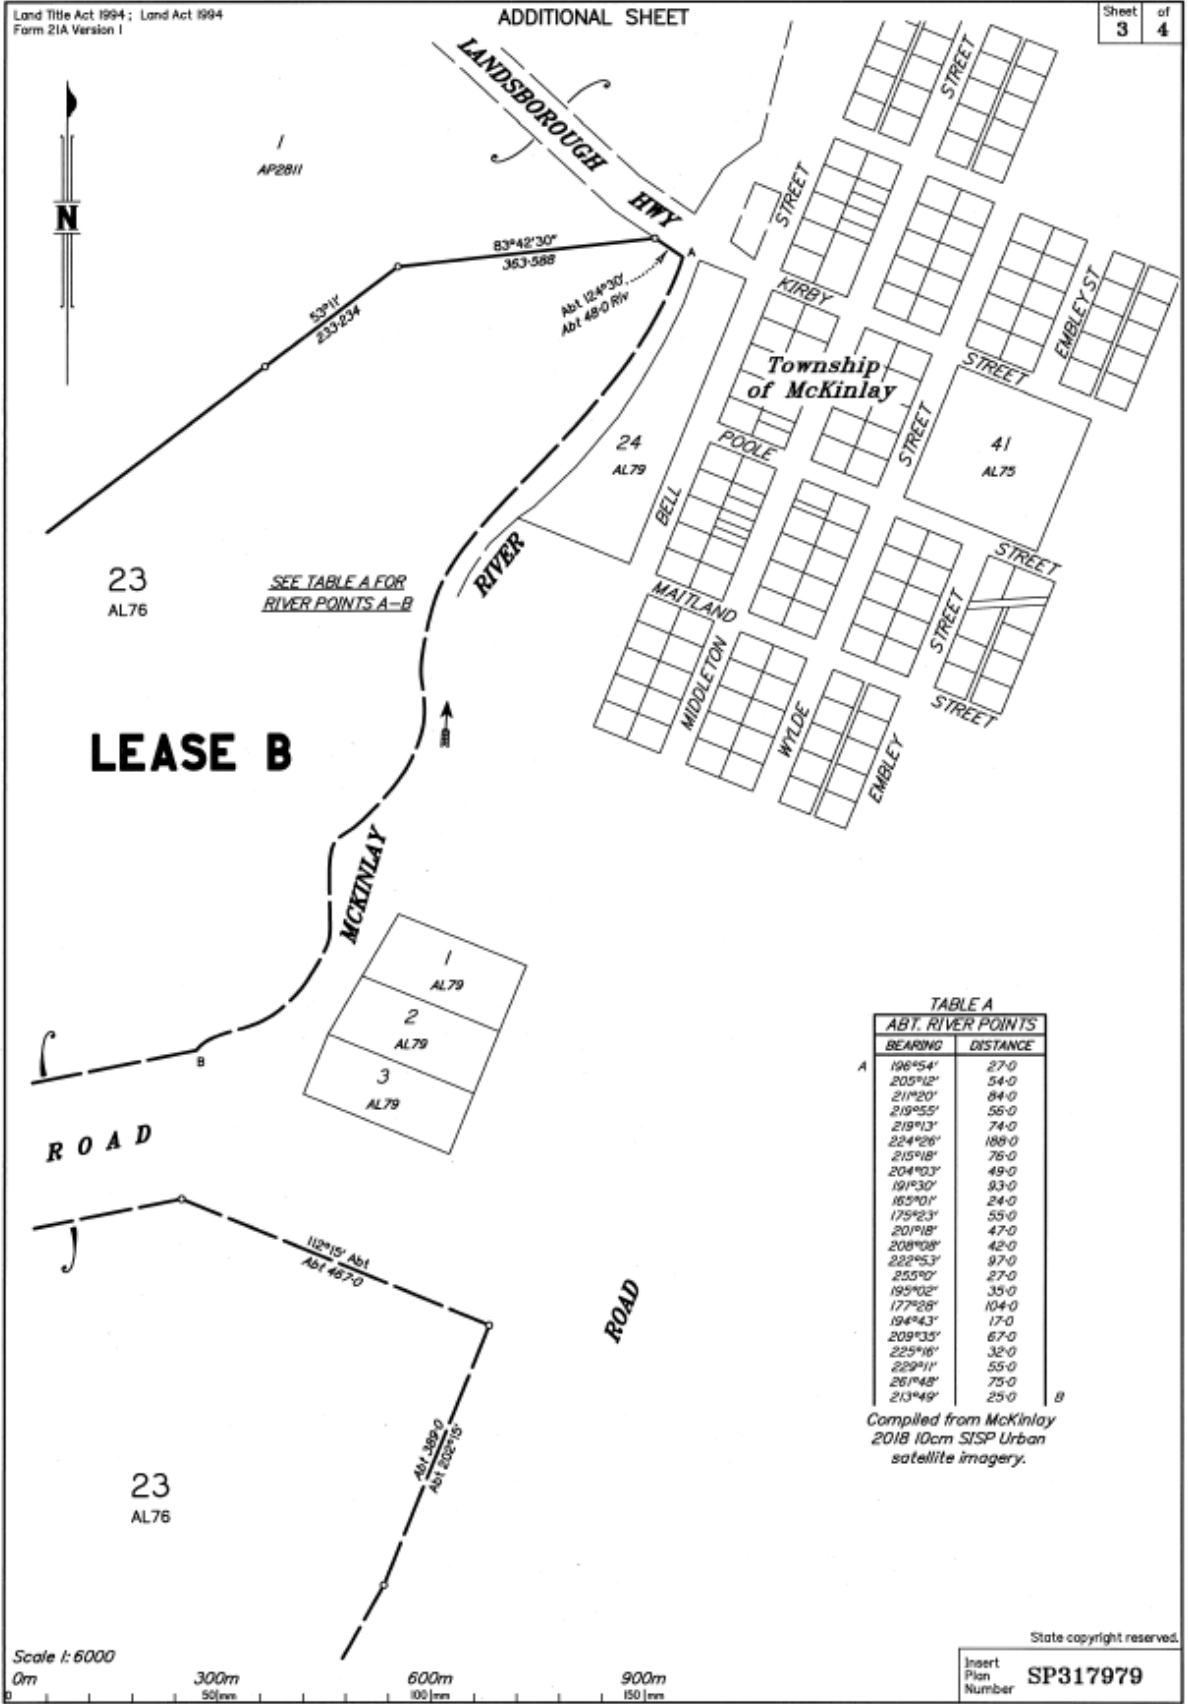 Land Title Act 1994 ; Land Act 1994
Form 21A Version 1
ADDITIONAL SHEET
Sheet of
3 4
N
1
AP2811
LANDSBOROUGH
HWY
83°42'30"
363·588
53°11'
233·234
Abt 124°30'
Abt 48·0 Riv
A
STREET
STREET
KIRBY
STREET
EMBLEY ST
Township
of McKinlay
24
AL79
BELL
POOLE
STREET
41
AL75
STREET
RIVER
23
AL76
SEE TABLE A FOR
RIVER POINTS A–B
MAITLAND
STREET
STREET
MIDDLETON
WYLDE
EMBLEY
LEASE B
MCKINLAY
1
AL79
2
AL79
3
AL79
B
ROAD
112°15' Abt
Abt 467·0
ROAD
Abt 389·0
Abt 202°15'
23
AL76
TABLE A
ABT. RIVER POINTS
BEARING DISTANCE
A 196°54' 27·0
205°12' 54·0
211°20' 84·0
219°55' 56·0
219°13' 74·0
224°26' 188·0
215°18' 76·0
204°03' 49·0
191°30' 93·0
165°01' 24·0
175°23' 55·0
201°18' 47·0
208°08' 42·0
222°53' 97·0
255°0' 27·0
195°02' 35·0
177°28' 104·0
194°43' 17·0
209°35' 67·0
225°16' 32·0
229°11' 55·0
261°48' 75·0
213°49' 25·0 B
Compiled from McKinlay
2018 10cm SISP Urban
satellite imagery.
Scale 1: 6000
0m 300m 600m 900m
0 50 mm 100 mm 150 mm
State copyright reserved.
Insert
Plan
Number
SP317979